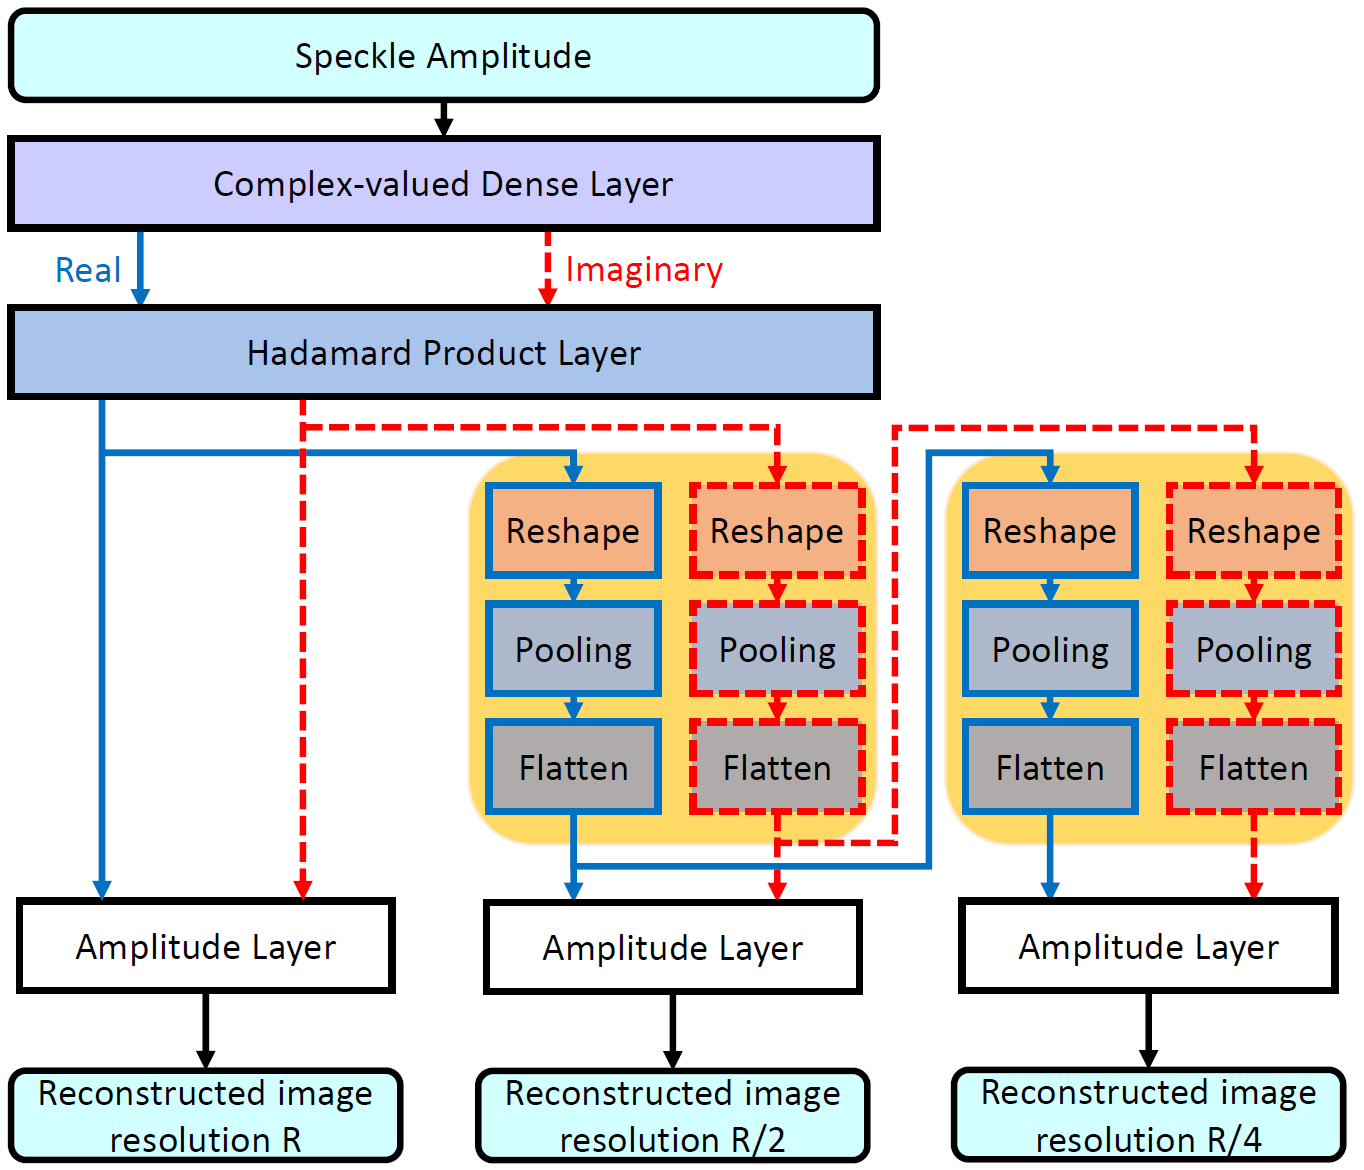 Speckle Amplitude
Complex-valued Dense Layer
Real
Imaginary
Hadamard Product Layer
Reshape
Reshape
Reshape
Reshape
Pooling
Pooling
Pooling
Pooling
Flatten
Flatten
Flatten
Flatten
Amplitude Layer
Amplitude Layer
Amplitude Layer
Reconstructed image
resolution R
Reconstructed image
resolution R/2
Reconstructed image
resolution R/4